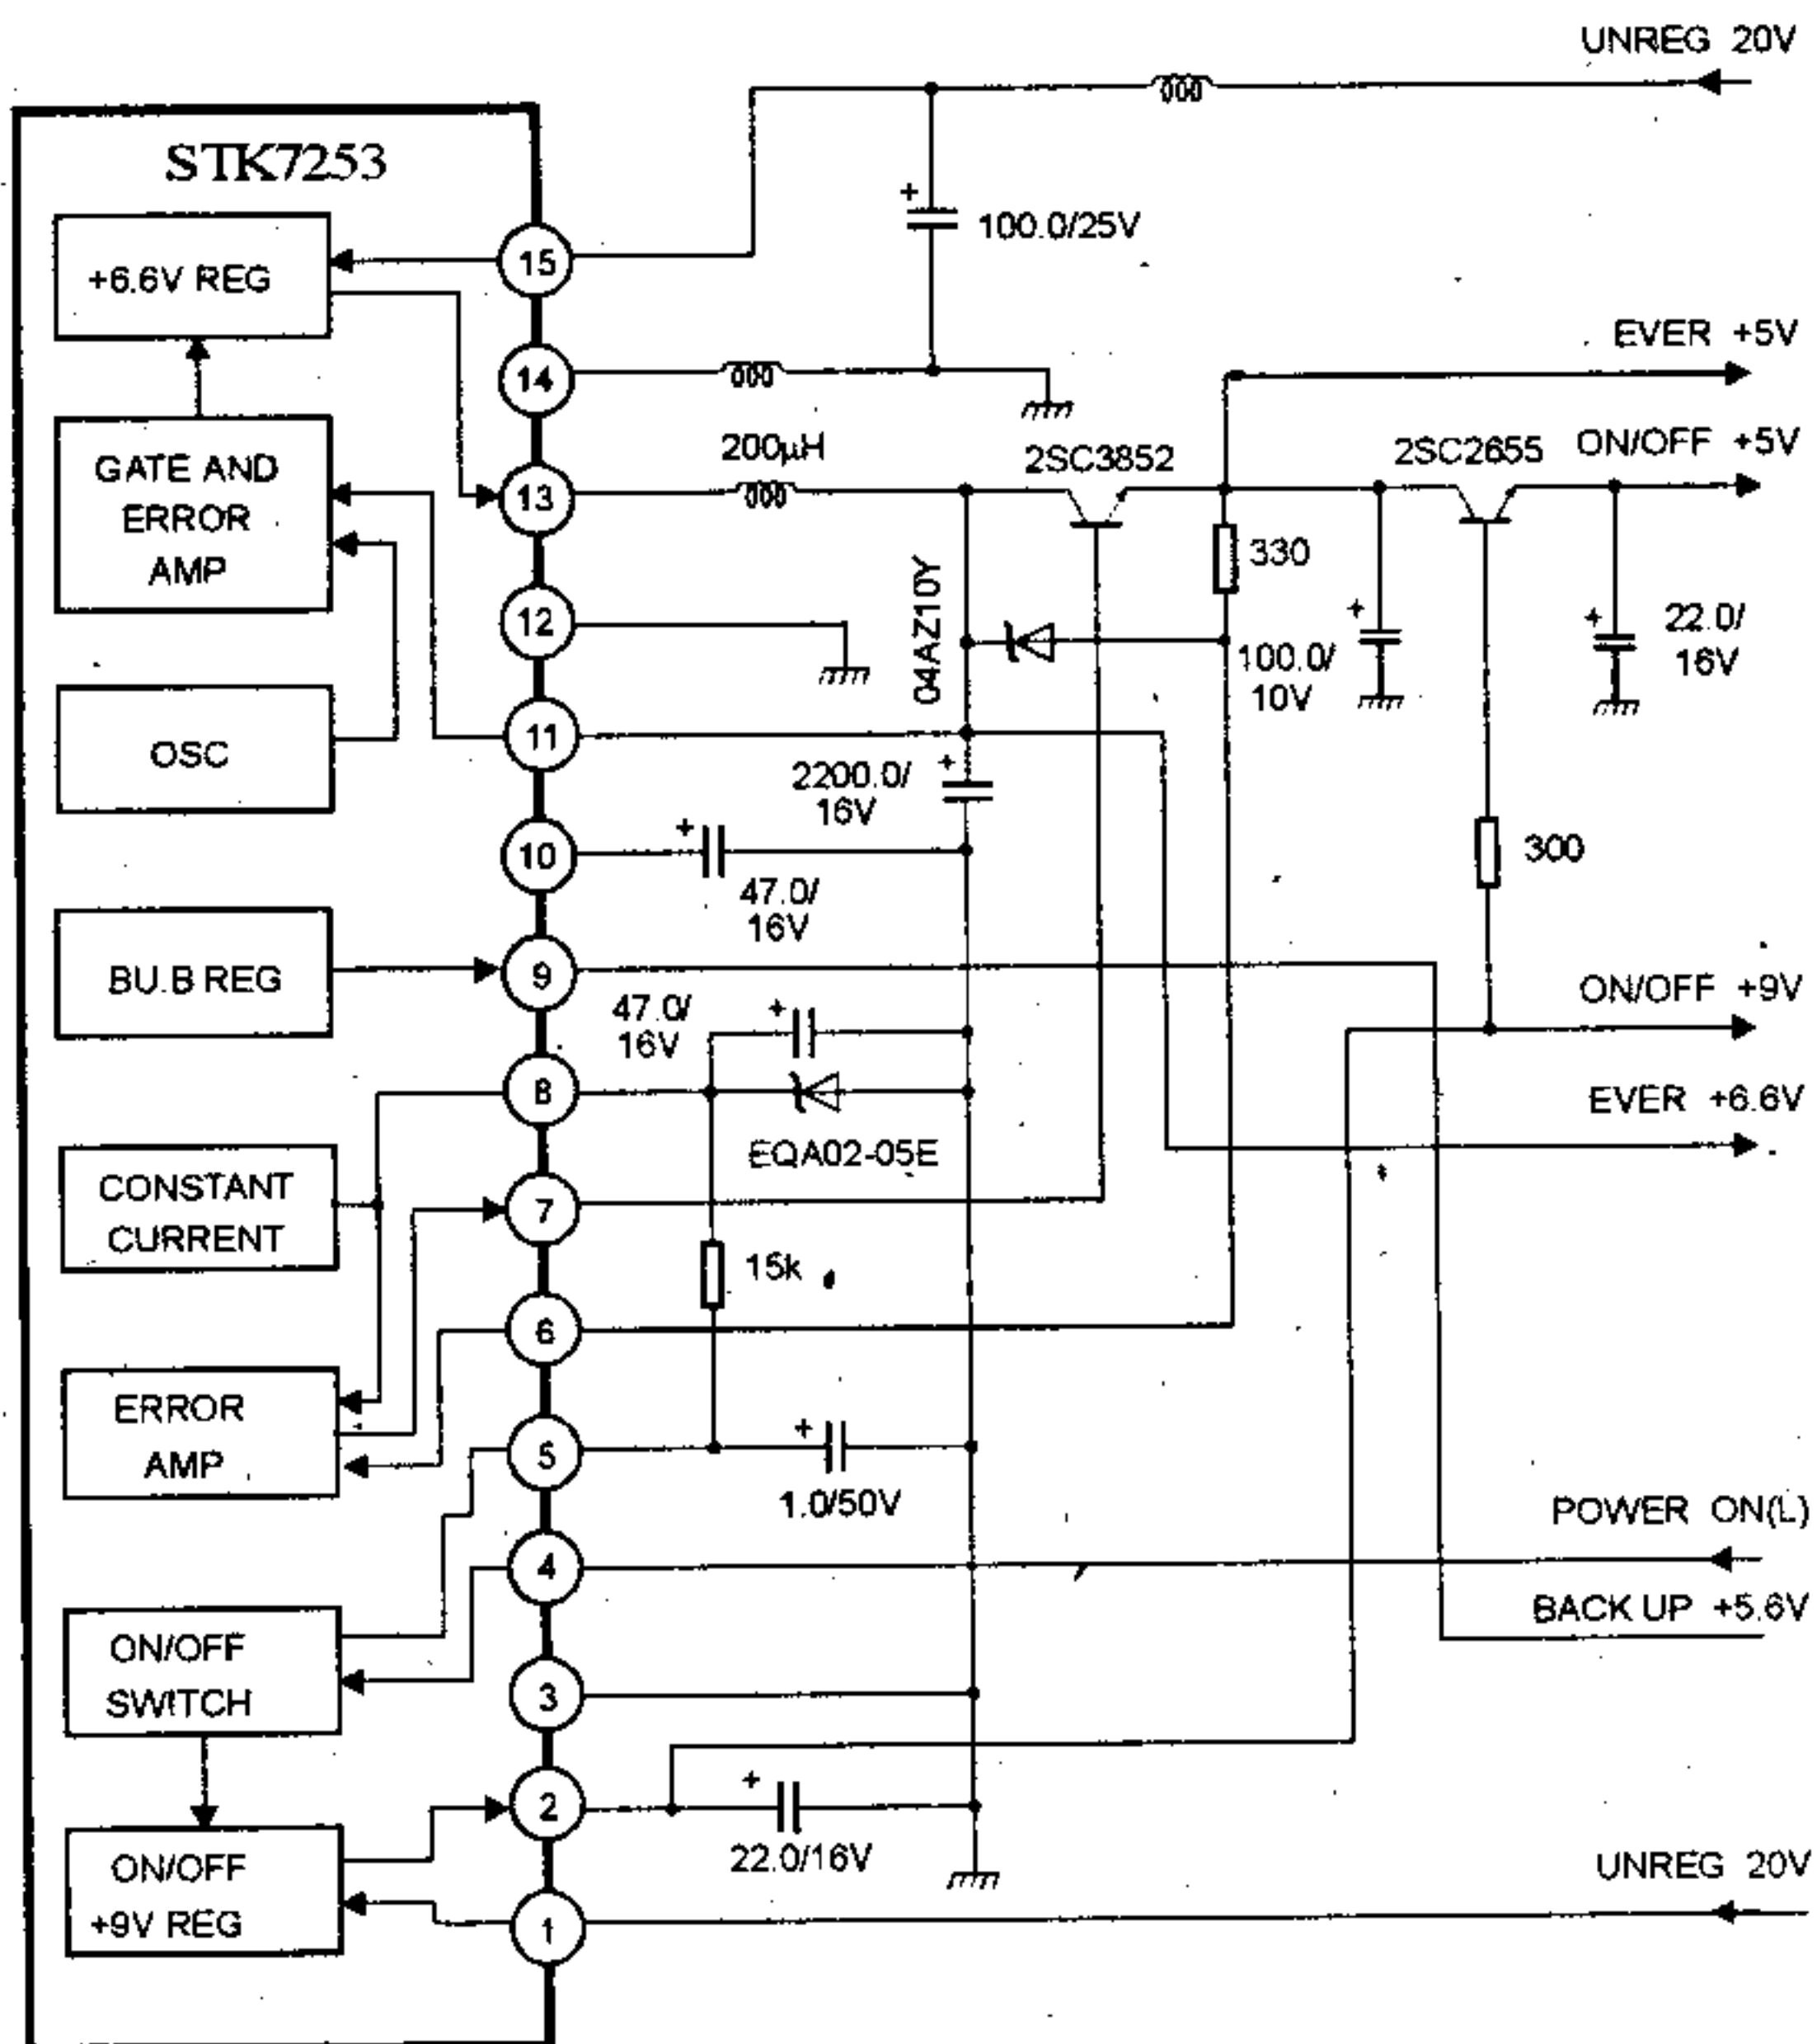 UNREG 20V
STK7253
15
+6.6V REG
100.0/25V
14
EVER +5V
GATE AND
ERROR
AMP
200µH
13
2SC3852
2SC2655
ON/OFF +5V
330
12
04AZ10Y
100.0/
10V
22.0/
16V
OSC
11
2200.0/
16V
10
47.0/
16V
300
BU.B REG
9
47.0/
16V
ON/OFF +9V
8
EQA02-05E
EVER +6.6V
CONSTANT
CURRENT
7
15k
6
ERROR
AMP
5
1.0/50V
POWER ON(L)
4
BACK UP +5.6V
ON/OFF
SWITCH
3
2
22.0/16V
ON/OFF
+9V REG
UNREG 20V
1